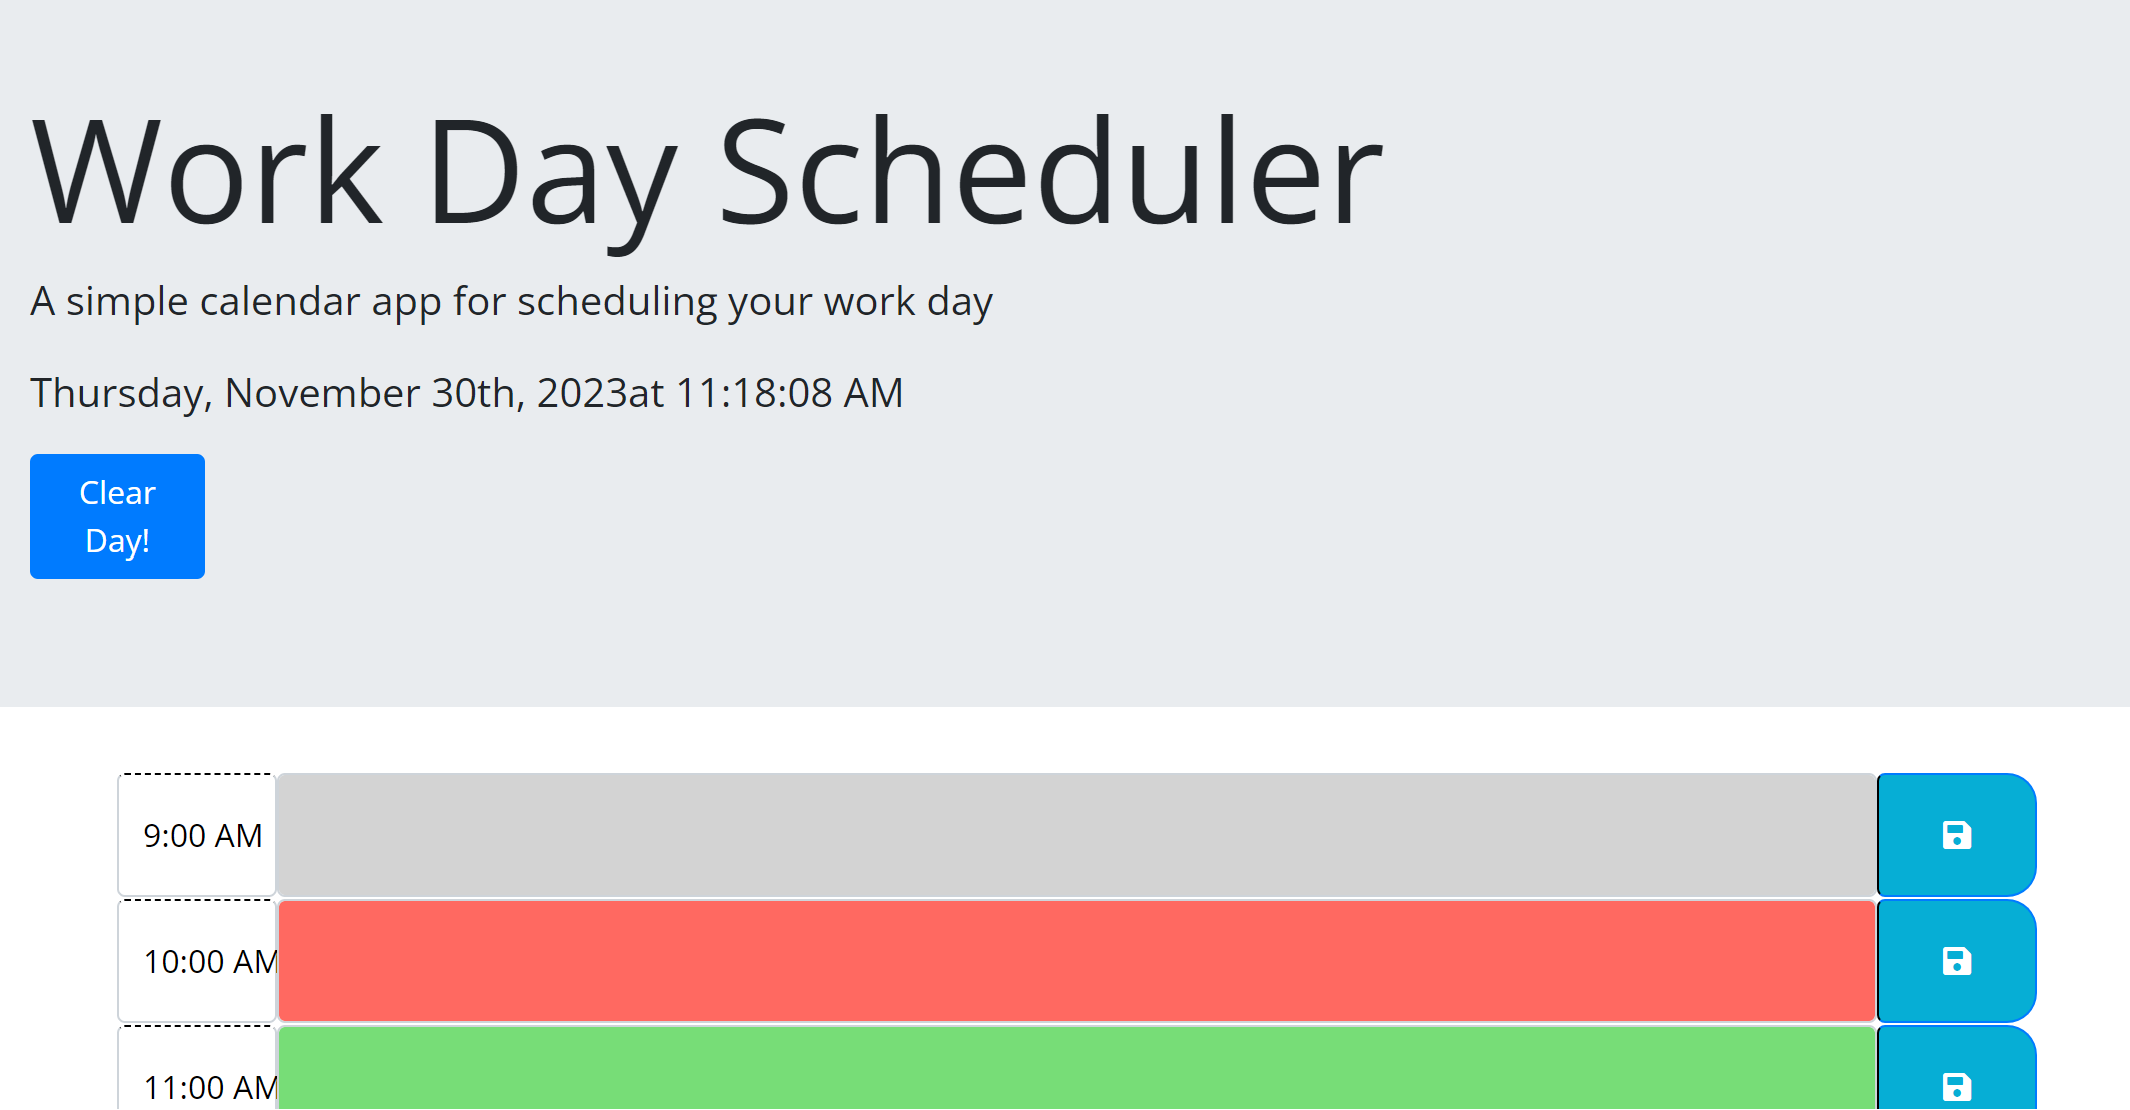 Work Day Scheduler
A simple calendar app for scheduling your work day
Thursday, November 30th, 2023at 11:18:08 AM
Clear
Day!
9:00 AM
10:00 AM
11:00 AM